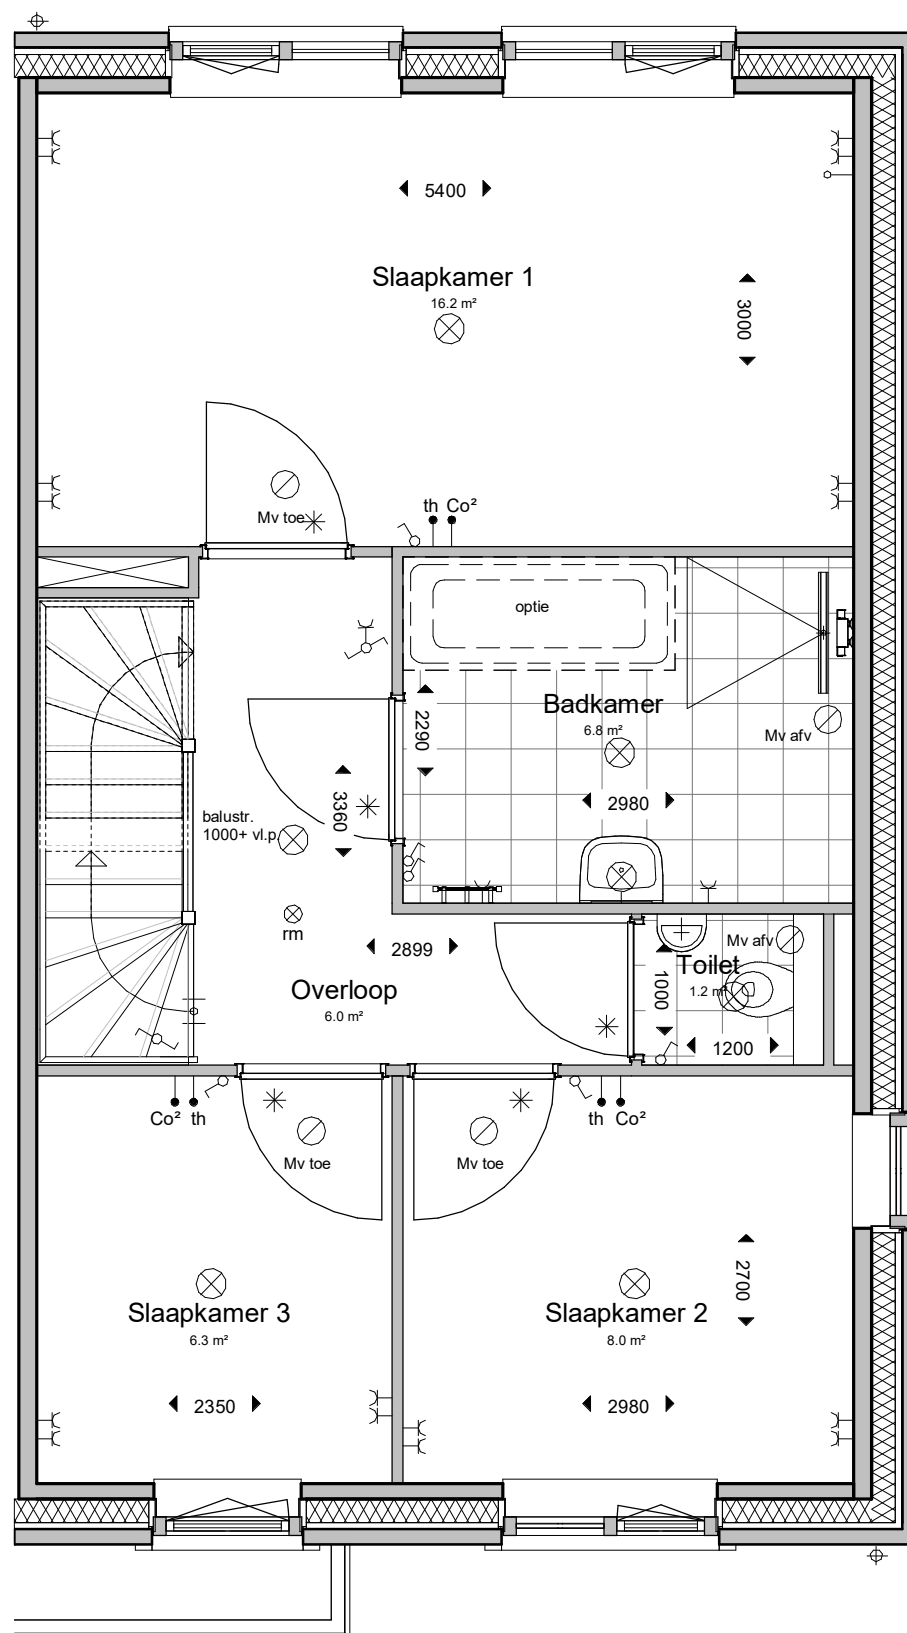 5400
Slaapkamer 1
16.2 m²
3000
Mv toe
th Co²
optie
Badkamer
6.8 m²
2290
Mv afv
2980
3360
balustr.
1000+ vl.p.
rm
2899
Overloop
6.0 m²
Mv afv
Toilet
1.2 m²
1000
1200
Co² th
Mv toe
th Co²
Mv toe
2700
Slaapkamer 3
6.3 m²
Slaapkamer 2
8.0 m²
2350
2980